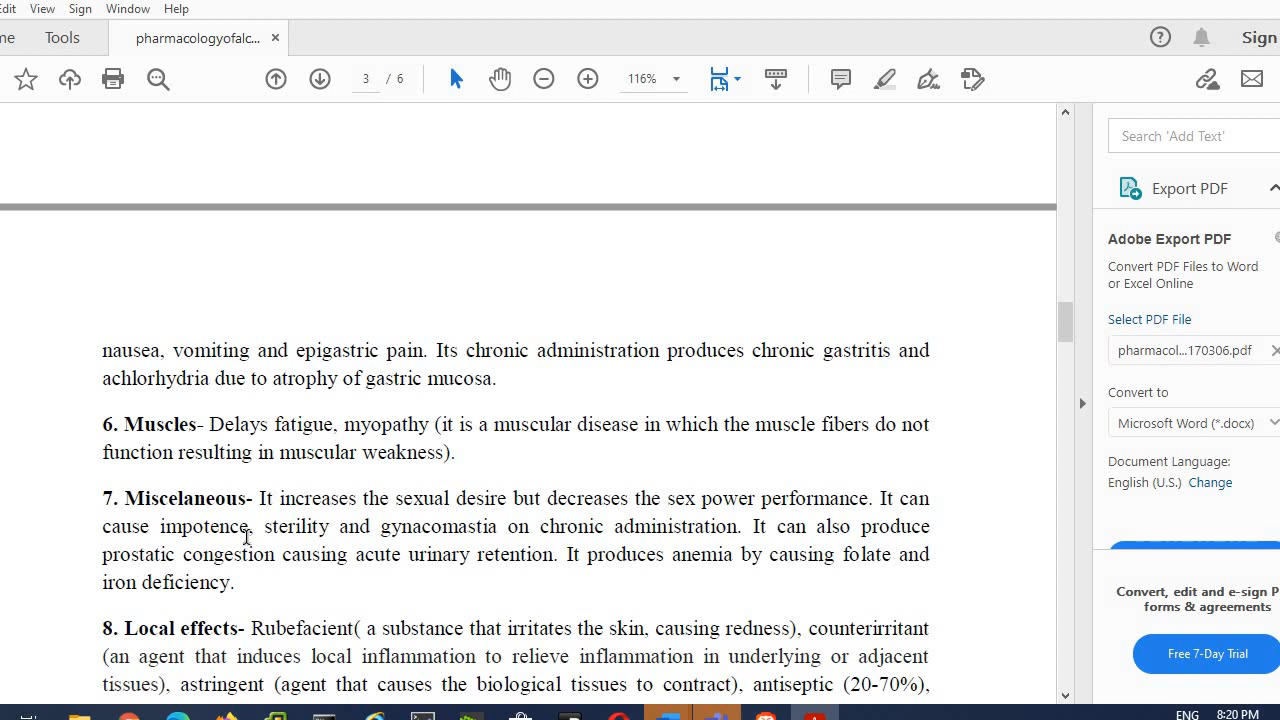 Edit View Sign Window Help
me Tools pharmacologyofalc... × Sign
3 / 6 116%
Search 'Add Text'
Export PDF
Adobe Export PDF
Convert PDF Files to Word
or Excel Online
Select PDF File
pharmacol...170306.pdf
Convert to
Microsoft Word (*.docx)
Document Language:
English (U.S.) Change
Convert, edit and e-sign P
forms & agreements
Free 7-Day Trial
nausea, vomiting and epigastric pain. Its chronic administration produces chronic gastritis and
achlorhydria due to atrophy of gastric mucosa.
6. Muscles- Delays fatigue, myopathy (it is a muscular disease in which the muscle fibers do not
function resulting in muscular weakness).
7. Miscelaneous- It increases the sexual desire but decreases the sex power performance. It can
cause impotence, sterility and gynacomastia on chronic administration. It can also produce
prostatic congestion causing acute urinary retention. It produces anemia by causing folate and
iron deficiency.
8. Local effects- Rubefacient( a substance that irritates the skin, causing redness), counterirritant
(an agent that induces local inflammation to relieve inflammation in underlying or adjacent
tissues), astringent (agent that causes the biological tissues to contract), antiseptic (20-70%),
ENG 8:20 PM